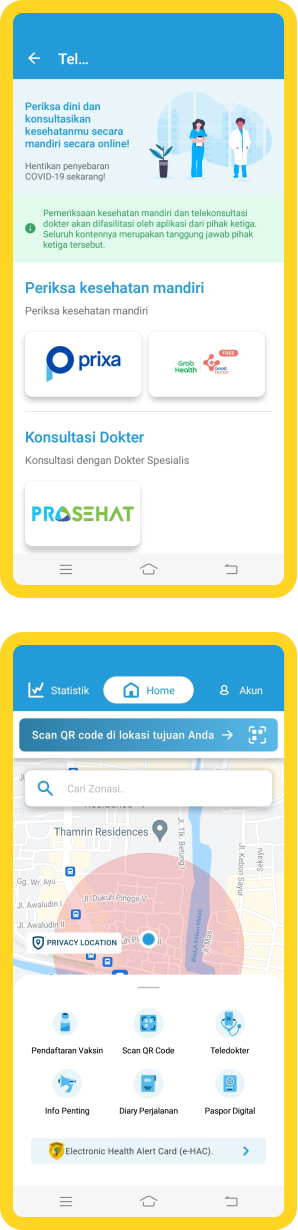 Tel...
Periksa dini dan
konsultasikan
kesehatanmu secara
mandiri secara online!
Hentikan penyebaran
COVID-19 sekarang!
Pemeriksaan kesehatan mandiri dan telekonsultasi
dokter akan difasilitasi oleh aplikasi dari pihak ketiga.
Seluruh kontennya merupakan tanggung jawab pihak
ketiga tersebut.
Periksa kesehatan mandiri
Periksa kesehatan mandiri
prixa
Grab
Health
FREE
Good
Doctor
Konsultasi Dokter
Konsultasi dengan Dokter Spesialis
PROSEHAT
Statistik
Home
Akun
Scan QR code di lokasi tujuan Anda
Cari Zonasi..
Thamrin Residences
Jl. Tlk. Betung
Jl. Kebon Sayur
Gg. Wr. Ayu
Jl. Dukuh Pinggir V
Jl. Awaludin I
Jl. Awaludin
Jl. Mas
PRIVACY LOCATION
Pendaftaran Vaksin
Scan QR Code
Teledokter
Info Penting
Diary Perjalanan
Paspor Digital
Electronic Health Alert Card (e-HAC).